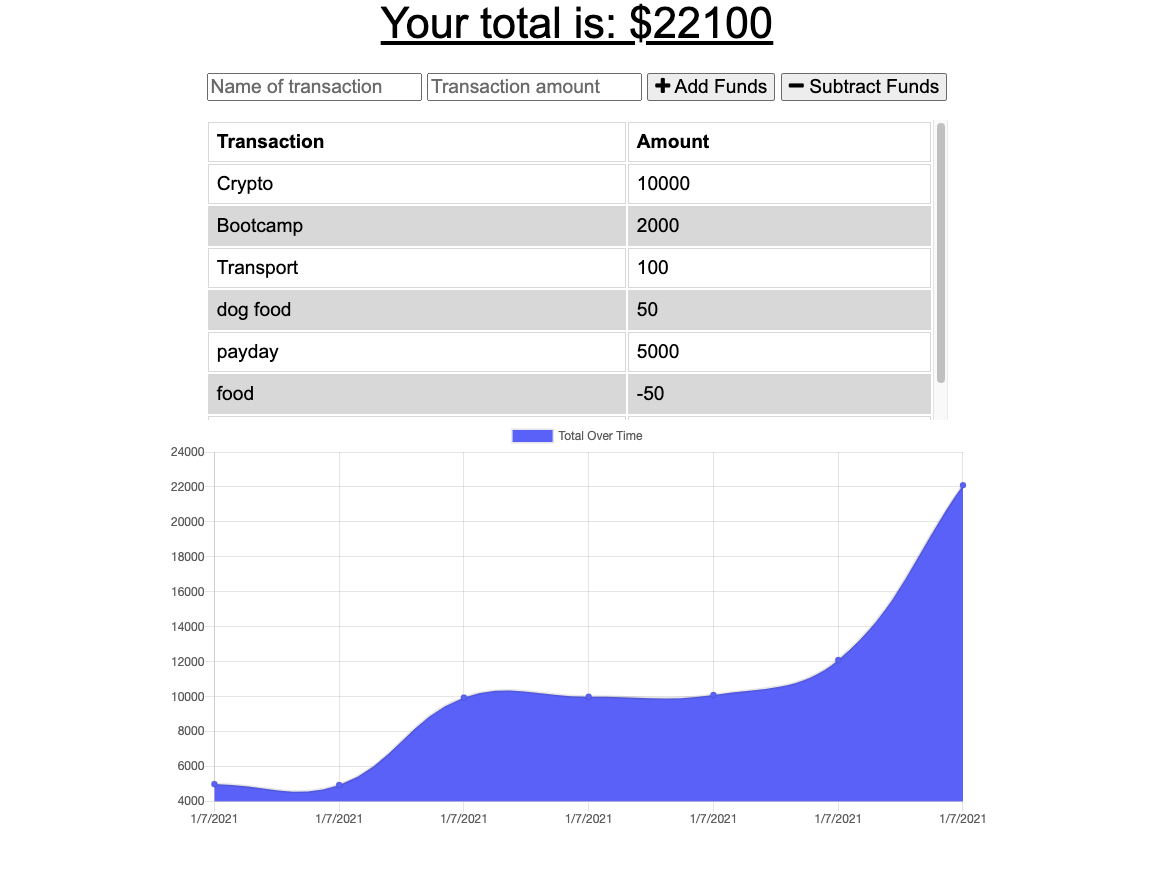 Your total is: $22100
Name of transaction Transaction amount Add Funds Subtract Funds
Transaction Amount
Crypto 10000
Bootcamp 2000
Transport 100
dog food 50
payday 5000
food -50
Total Over Time
24000
22000
20000
18000
16000
14000
12000
10000
8000
6000
4000
1/7/2021 1/7/2021 1/7/2021 1/7/2021 1/7/2021 1/7/2021 1/7/2021